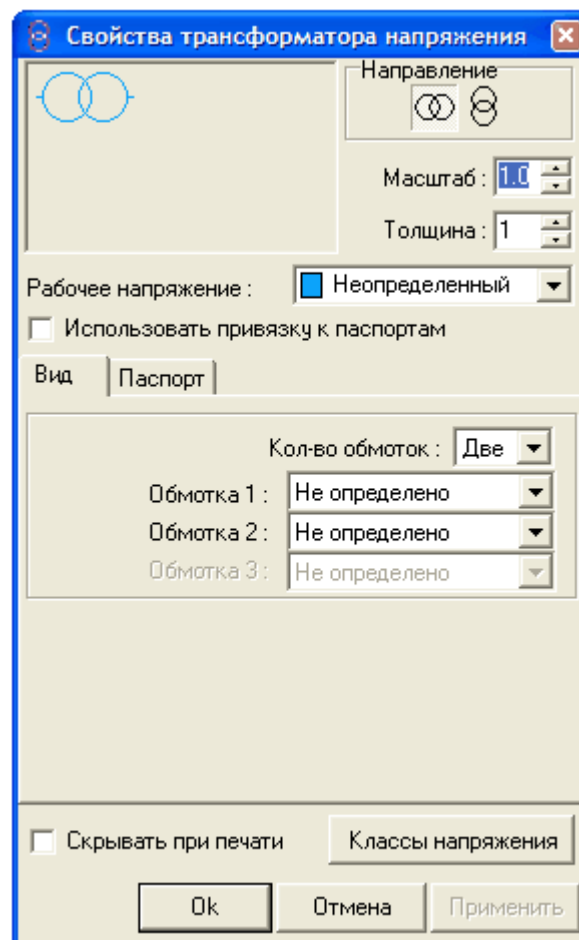 Свойства трансформатора напряжения
Направление
Масштаб : 1.0
Толщина : 1
Рабочее напряжение : Неопределенный
Использовать привязку к паспортам
Вид Паспорт
Кол-во обмоток : Две
Обмотка 1 : Не определено
Обмотка 2 : Не определено
Обмотка 3 : Не определено
Скрывать при печати Классы напряжения
Ok Отмена Применить